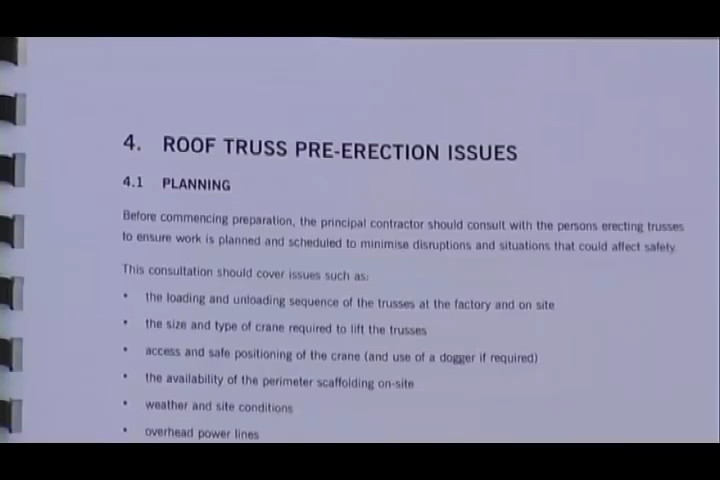 4. ROOF TRUSS PRE-ERECTION ISSUES
4.1 PLANNING
Before commencing preparation, the principal contractor should consult with the persons erecting trusses
to ensure work is planned and scheduled to minimise disruptions and situations that could affect safety.
This consultation should cover issues such as:
• the loading and unloading sequence of the trusses at the factory and on site
• the size and type of crane required to lift the trusses
• access and safe positioning of the crane (and use of a dogger if required)
• the availability of the perimeter scaffolding on-site
• weather and site conditions
• overhead power lines